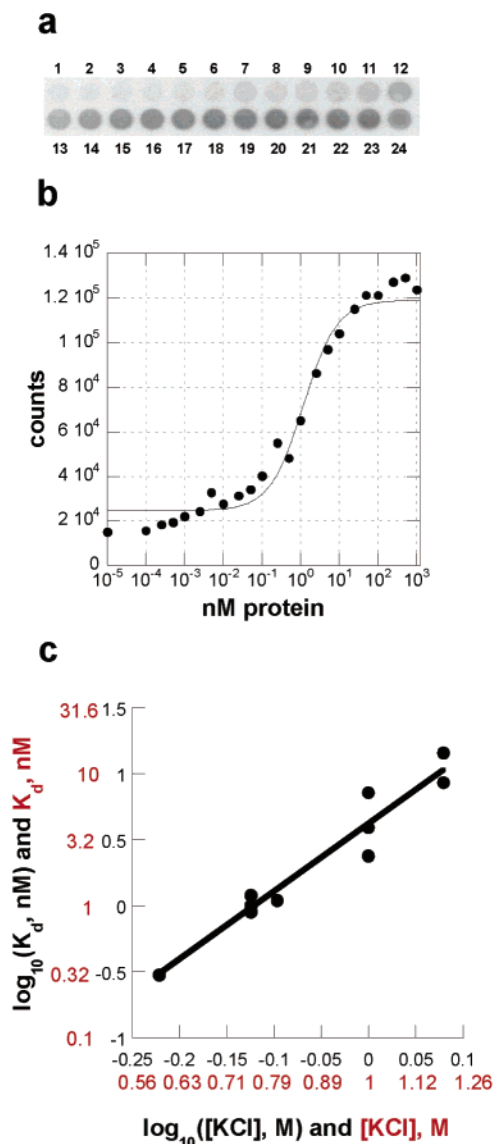 a
1 2 3 4 5 6 7 8 9 10 11 12
13 14 15 16 17 18 19 20 21 22 23 24
b
1.4 10⁵
1.2 10⁵
1 10⁵
8 10⁴
6 10⁴
4 10⁴
2 10⁴
0
counts
10⁻⁵ 10⁻⁴ 10⁻³ 10⁻² 10⁻¹ 10⁰ 10¹ 10² 10³
nM protein
c
31.6 1.5
10 1
3.2 0.5
1 0
0.32 -0.5
0.1 -1
log₁₀(K_d, nM) and K_d, nM
-0.25 -0.2 -0.15 -0.1 -0.05 0 0.05 0.1
0.56 0.63 0.71 0.79 0.89 1 1.12 1.26
log₁₀([KCl], M) and [KCl], M